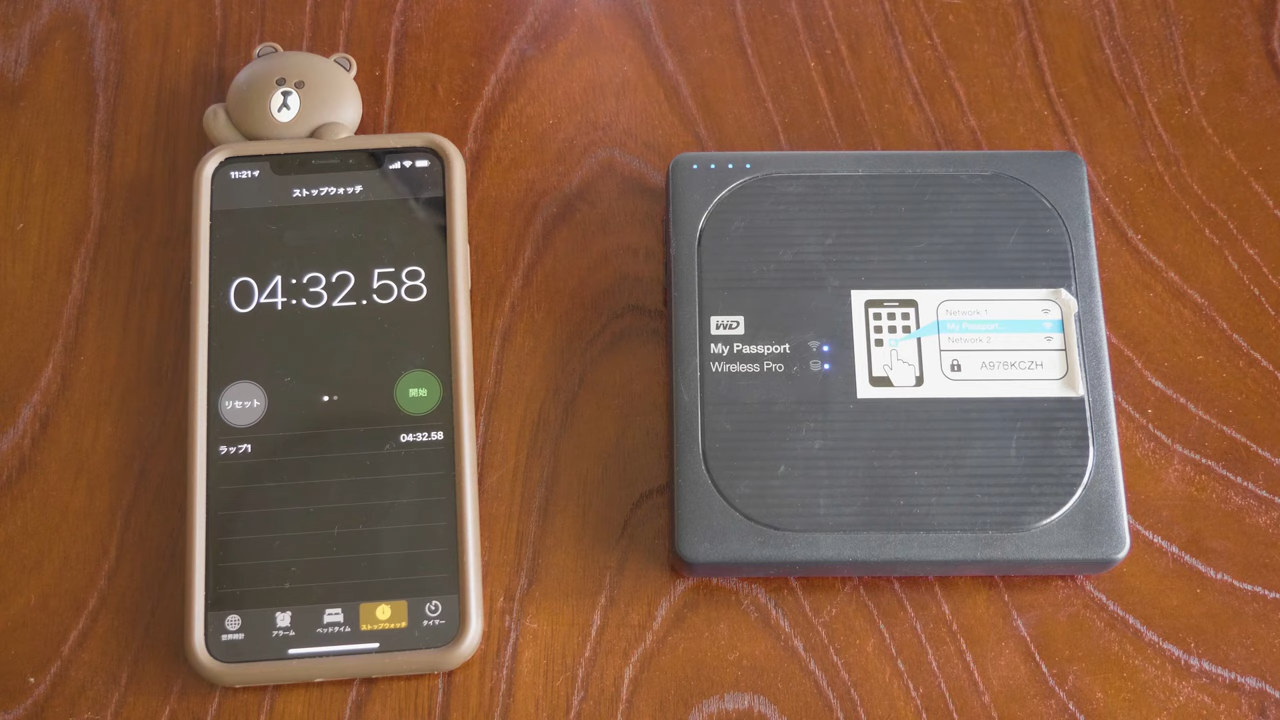 11:21
ストップウォッチ
04:32.58
リセット
開始
ラップ1
04:32.58
世界時計
アラーム
ベッドタイム
ストップウォッチ
タイマー
WD
My Passport
Wireless Pro
Network 1
My Passport...
Network 2
A976KCZH